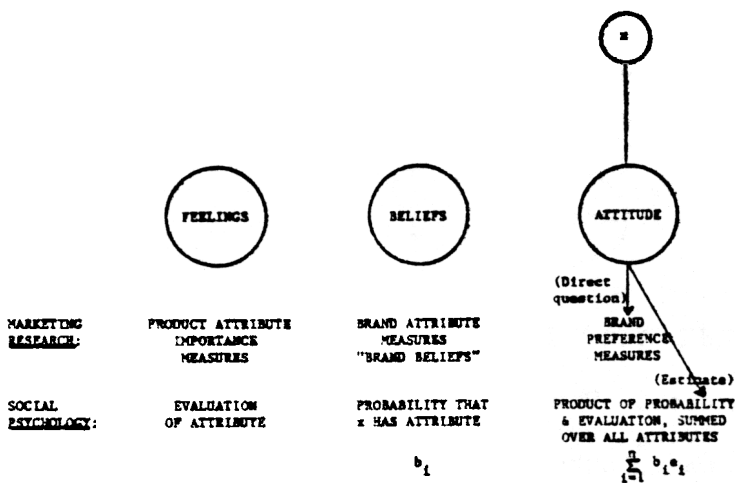 x
FEELINGS
BELIEFS
ATTITUDE
(Direct
question)
MARKETING
RESEARCH:
PRODUCT ATTRIBUTE
IMPORTANCE
MEASURES
BRAND ATTRIBUTE
MEASURES
"BRAND BELIEFS"
BRAND
PREFERENCE
MEASURES
(Estimate)
SOCIAL
PSYCHOLOGY:
EVALUATION
OF ATTRIBUTE
PROBABILITY THAT
x HAS ATTRIBUTE
b_i
PRODUCT OF PROBABILITY
& EVALUATION, SUMMED
OVER ALL ATTRIBUTES
n
Σ b_i a_i
i=1